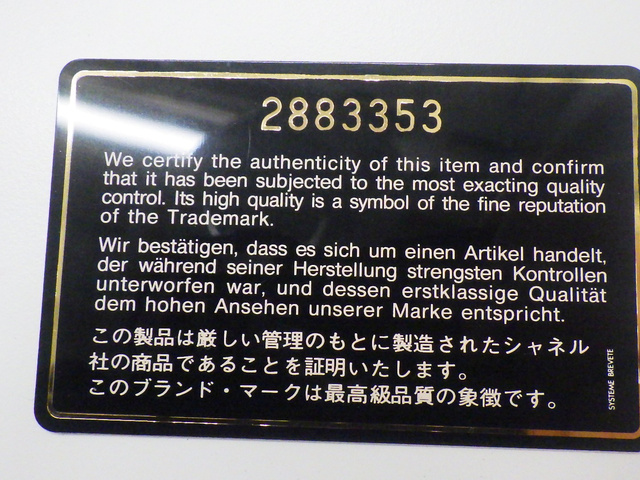 2883353
We certify the authenticity of this item and confirm
that it has been subjected to the most exacting quality
control. Its high quality is a symbol of the fine reputation
of the Trademark.
Wir bestätigen, dass es sich um einen Artikel handelt,
der während seiner Herstellung strengsten Kontrollen
unterworfen war, und dessen erstklassige Qualität
dem hohen Ansehen unserer Marke entspricht.
この製品は厳しい管理のもとに製造されたシャネル
社の商品であることを証明いたします。
このブランド・マークは最高級品質の象徴です。
SYSTEME BREVETE